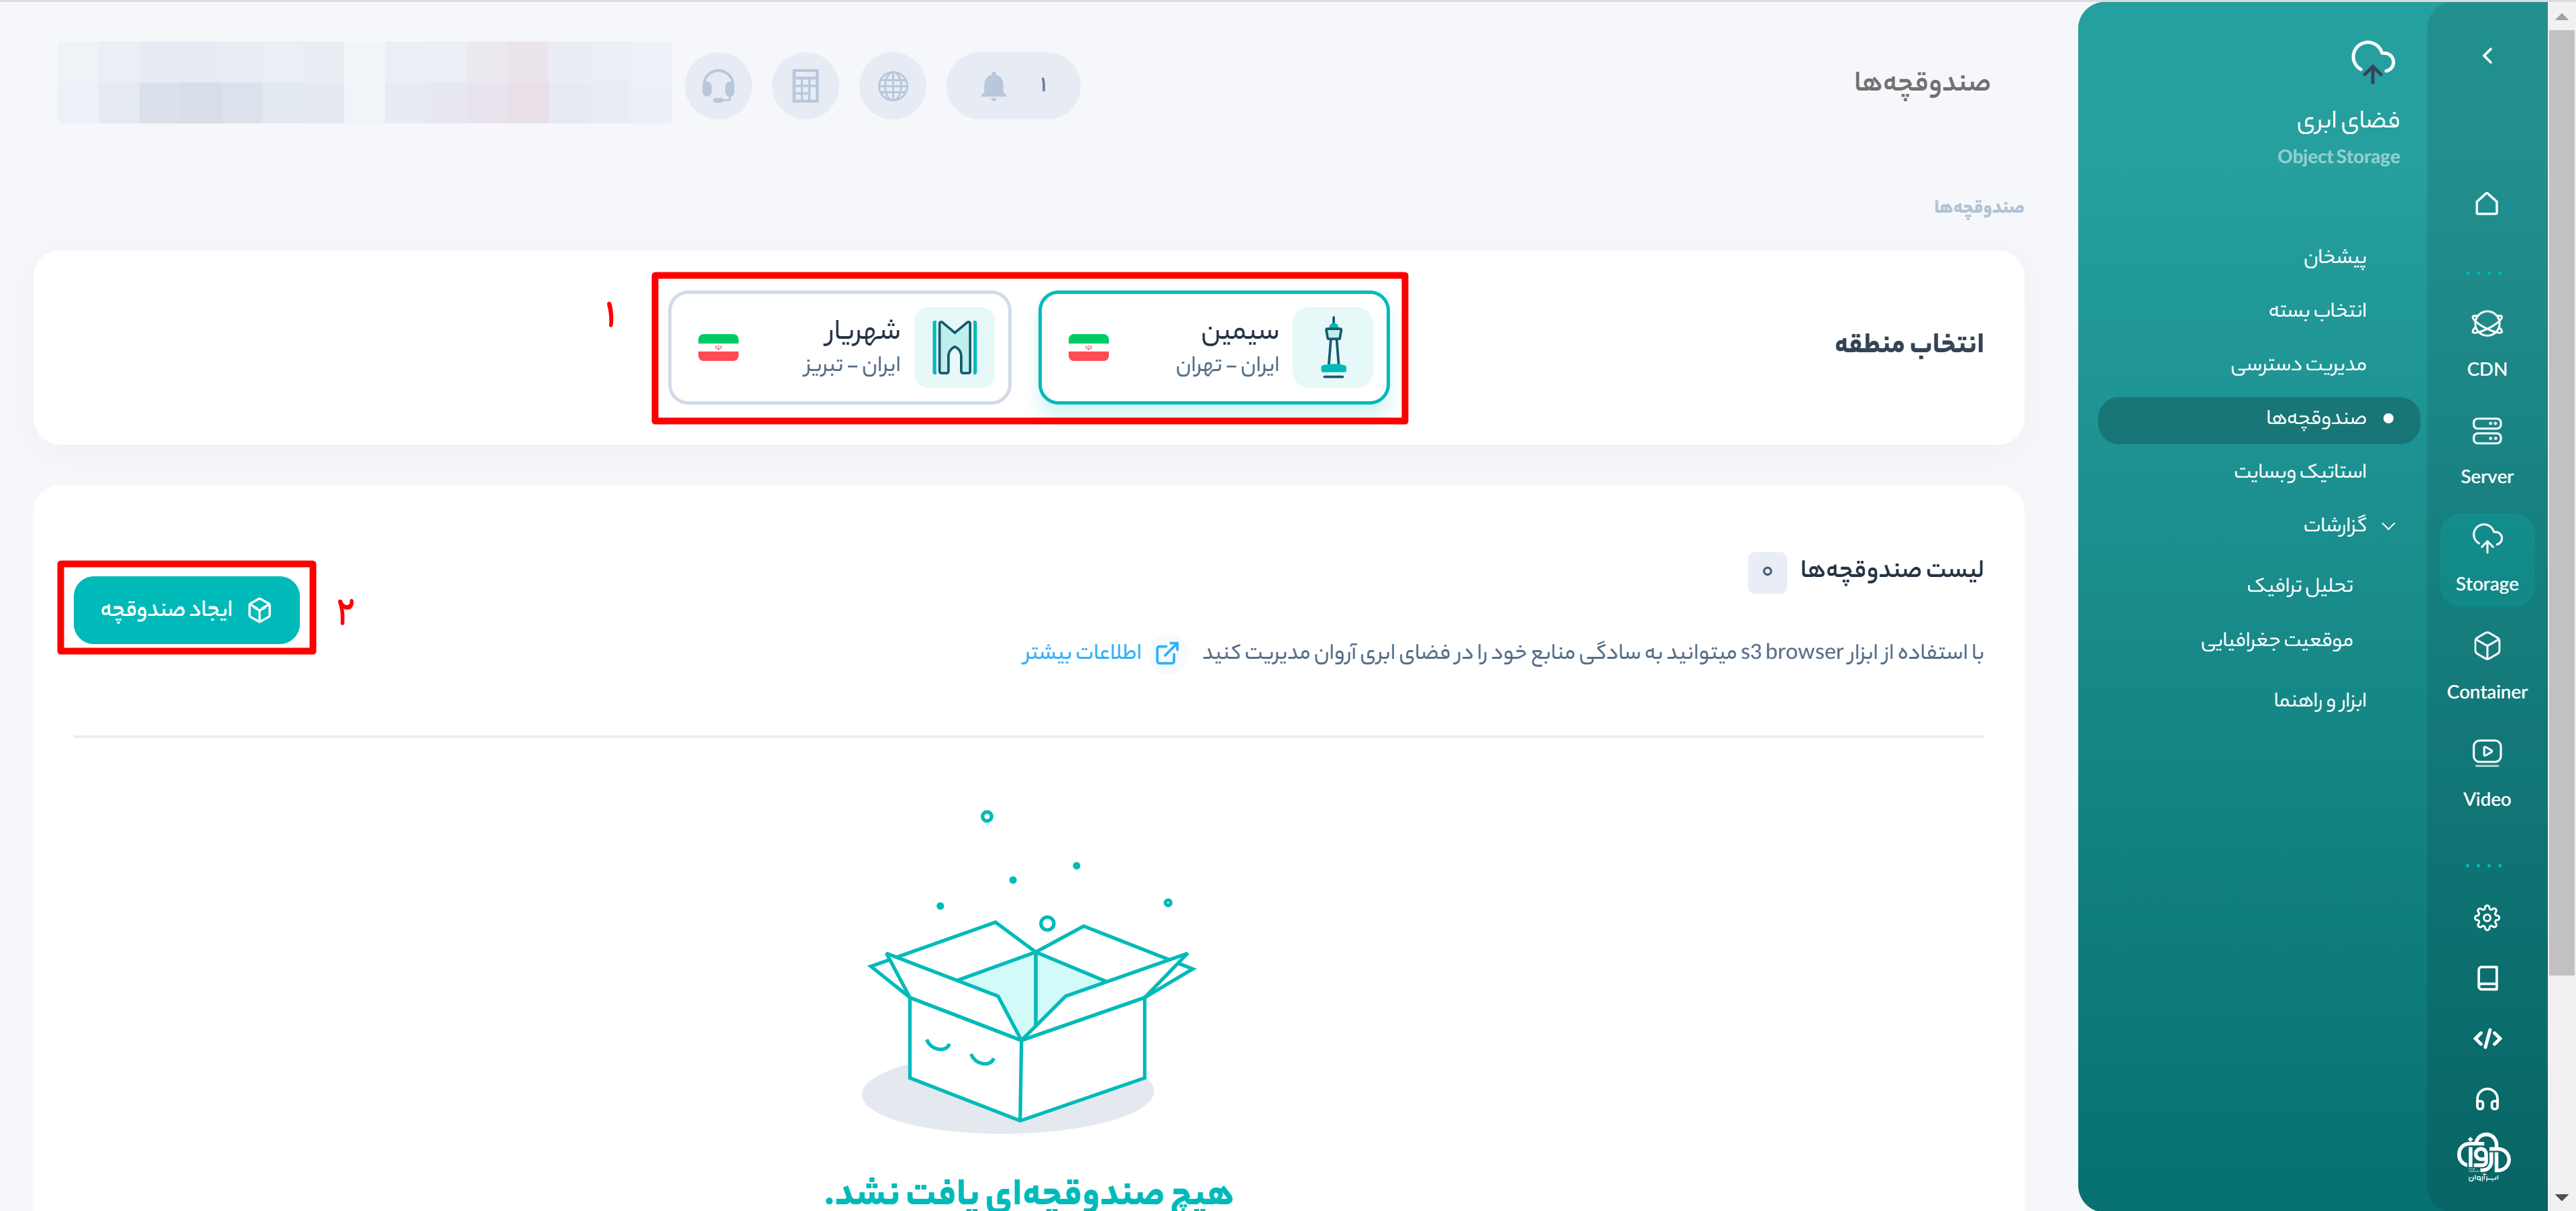 فضای ابری
Object Storage
پیشخان
انتخاب بسته
مدیریت دسترسی
صندوقچه‌ها
استاتیک وبسایت
گزارشات
تحلیل ترافیک
موقعیت جغرافیایی
ابزار و راهنما
CDN
Server
Storage
Container
Video
آروان
ابر آروان
صندوقچه‌ها
۱
صندوقچه‌ها
انتخاب منطقه
سیمین
ایران - تهران
شهریار
ایران - تبریز
۱
لیست صندوقچه‌ها ۰
ایجاد صندوقچه
۲
با استفاده از ابزار s3 browser میتوانید به سادگی منابع خود را در فضای ابری آروان مدیریت کنید اطلاعات بیشتر
هیچ صندوقچه‌ای یافت نشد.